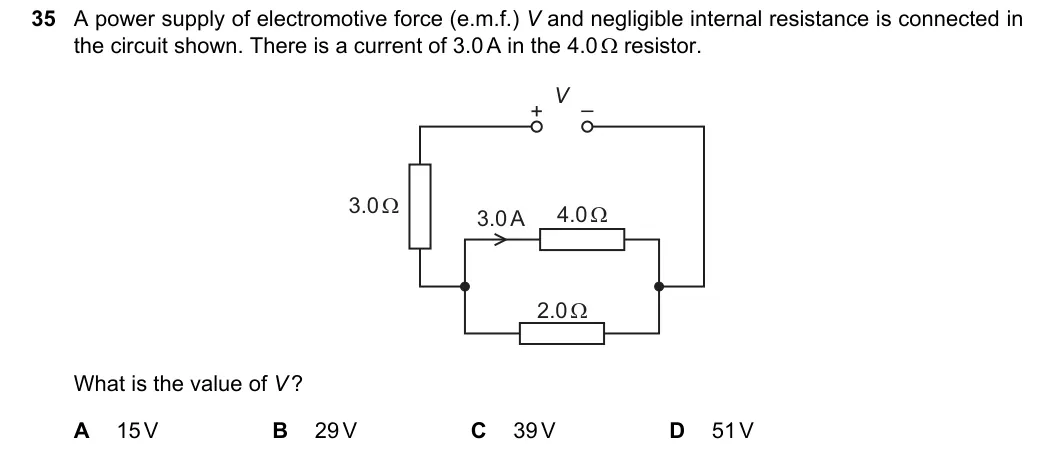 35 A power supply of electromotive force (e.m.f.) V and negligible internal resistance is connected in
the circuit shown. There is a current of 3.0 A in the 4.0 Ω resistor.
V
+ −
3.0 Ω
3.0 A 4.0 Ω
2.0 Ω
What is the value of V?
A 15 V B 29 V C 39 V D 51 V